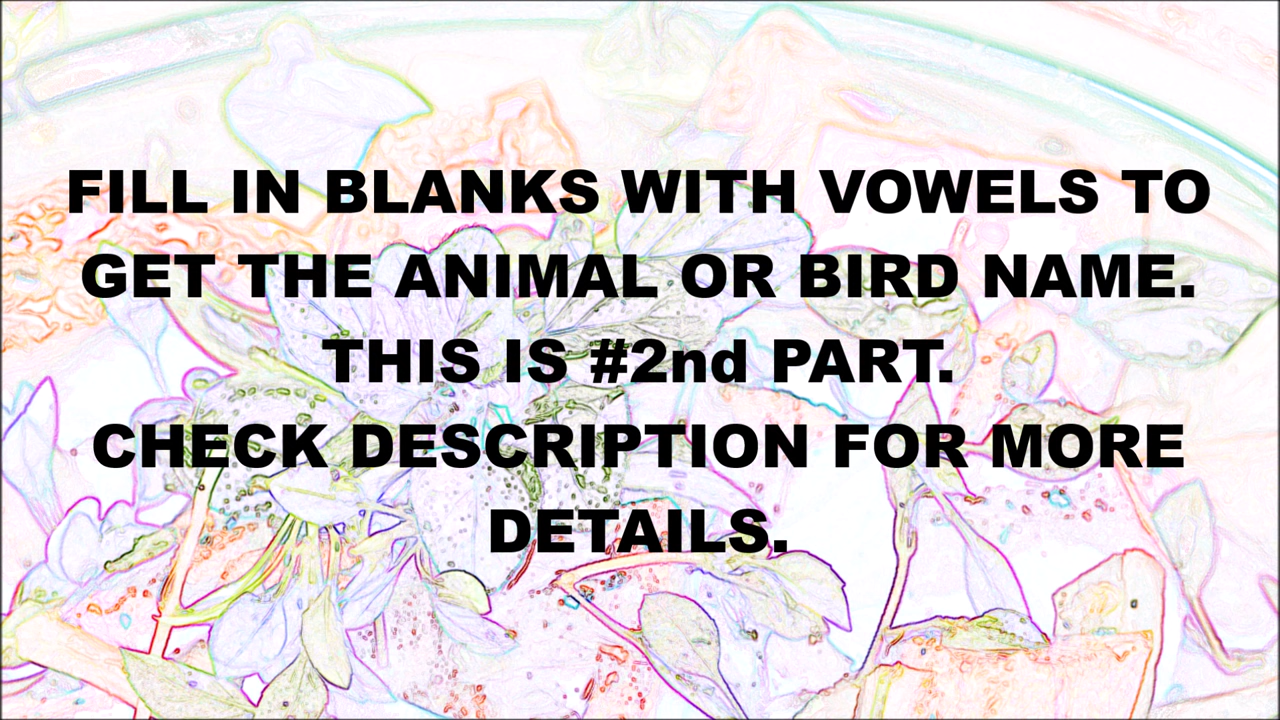 FILL IN BLANKS WITH VOWELS TO
GET THE ANIMAL OR BIRD NAME.
THIS IS #2nd PART.
CHECK DESCRIPTION FOR MORE
DETAILS.